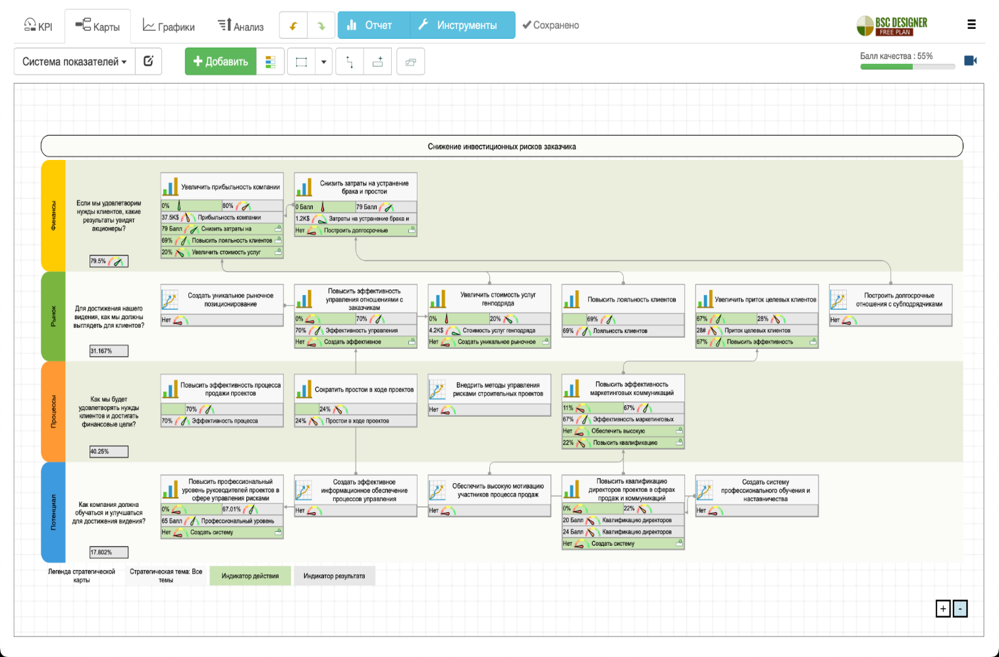 KPI
Карты
Графики
Анализ
Отчет
Инструменты
Сохранено
BSC DESIGNER
FREE PLAN
Система показателей
Добавить
Балл качества : 55%
Снижение инвестиционных рисков заказчика
Финансы
Если мы удовлетворим
нужды клиентов, какие
результаты увидят
акционеры?
79.5%
Увеличить прибыльность компании
0%
80%
37.5K$ Прибыльность компании
79 Балл Снизить затраты на
69% Повысить лояльность клиентов
20% Увеличить стоимость услуг
Снизить затраты на устранение
брака и простои
0 Балл
79 Балл
1.2K$ Затраты на устранение брака и
Нет Построить долгосрочные
Рынок
Для достижения нашего
видения, как мы должны
выглядеть для клиентов?
31.167%
Создать уникальное рыночное
позиционирование
Нет
Повысить эффективность
управления отношениями с
заказчикам
0%
70%
70% Эффективность управления
Нет Создать эффективное
Увеличить стоимость услуг
генподряда
0%
20%
4.2K$ Стоимость услуг генподряда
Нет Создать уникальное рыночное
Повысить лояльность клиентов
69%
69% Лояльность клиентов
Увеличить приток целевых клиентов
67%
28%
28# Приток целевых клиентов
67% Повысить эффективность
Построить долгосрочные
отношения с субподрядчиками
Нет
Процессы
Как мы будет
удовлетворять нужды
клиентов и достигать
финансовые цели?
40.25%
Повысить эффективность процесса
продажи проектов
70%
70% Эффективность процесса
Сократить простои в ходе проектов
24%
24% Простои в ходе проектов
Внедрить методы управления
рисками строительных проектов
Нет
Повысить эффективность
маркетинговых коммуникаций
11%
67%
67% Эффективность маркетинговых
Нет Обеспечить высокую
22% Повысить квалификацию
Потенциал
Как компания должна
обучаться и улучшаться
для достижения видения?
17.802%
Повысить профессиональный
уровень руководителей проектов в
сфере управления рисками
0%
67.01%
65 Балл Профессиональный уровень
Нет Создать систему
Создать эффективное
информационное обеспечение
процессов управления
Нет
Обеспечить высокую мотивацию
участников процесса продаж
Нет
Повысить квалификацию
директоров проектов в сферах
продаж и коммуникаций
0%
22%
20 Балл Квалификацию директоров
24 Балл Квалификацию директоров
Нет Создать систему
Создать систему
профессионального обучения и
наставничества
Нет
Легенда стратегической
карты
Стратегическая тема: Все
темы
Индикатор действия
Индикатор результата
+
-